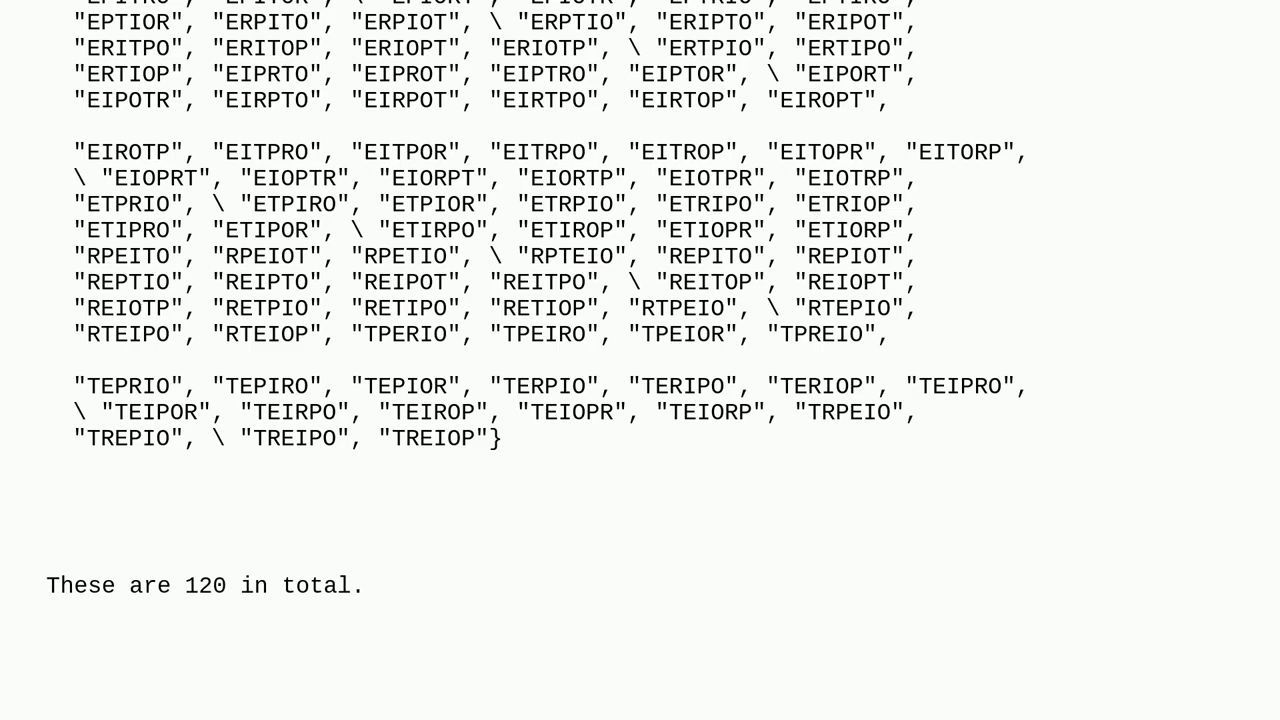 "EPTIOR", "ERPITO", "ERPIOT", \ "ERPTIO", "ERIPTO", "ERIPOT",
"ERITPO", "ERITOP", "ERIOPT", "ERIOTP", \ "ERTPIO", "ERTIPO",
"ERTIOP", "EIPRTO", "EIPROT", "EIPTRO", "EIPTOR", \ "EIPORT",
"EIPOTR", "EIRPTO", "EIRPOT", "EIRTPO", "EIRTOP", "EIROPT",
"EIROTP", "EITPRO", "EITPOR", "EITRPO", "EITROP", "EITOPR", "EITORP",
\ "EIOPRT", "EIOPTR", "EIORPT", "EIORTP", "EIOTPR", "EIOTRP",
"ETPRIO", \ "ETPIRO", "ETPIOR", "ETRPIO", "ETRIPO", "ETRIOP",
"ETIPRO", "ETIPOR", \ "ETIRPO", "ETIROP", "ETIOPR", "ETIORP",
"RPEITO", "RPEIOT", "RPETIO", \ "RPTEIO", "REPITO", "REPIOT",
"REPTIO", "REIPTO", "REIPOT", "REITPO", \ "REITOP", "REIOPT",
"REIOTP", "RETPIO", "RETIPO", "RETIOP", "RTPEIO", \ "RTEPIO",
"RTEIPO", "RTEIOP", "TPERIO", "TPEIRO", "TPEIOR", "TPREIO",
"TEPRIO", "TEPIRO", "TEPIOR", "TERPIO", "TERIPO", "TERIOP", "TEIPRO",
\ "TEIPOR", "TEIRPO", "TEIROP", "TEIOPR", "TEIORP", "TRPEIO",
"TREPIO", \ "TREIPO", "TREIOP"}
These are 120 in total.